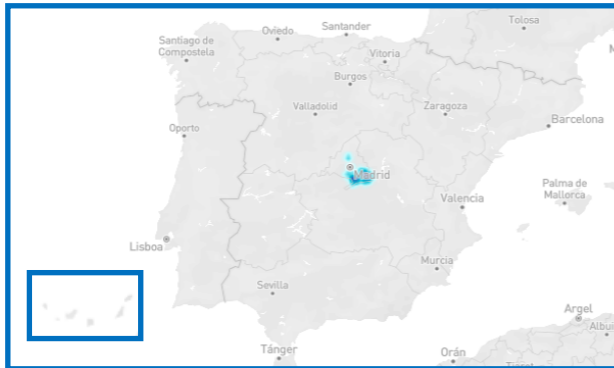 Tolosa
Santander
Oviedo
Santiago de
Compostela
Vitoria
Burgos
Valladolid
Zaragoza
Barcelona
Oporto
Madrid
Palma de
Mallorca
Valencia
Lisboa
Murcia
Sevilla
Argel
Tánger
Orán